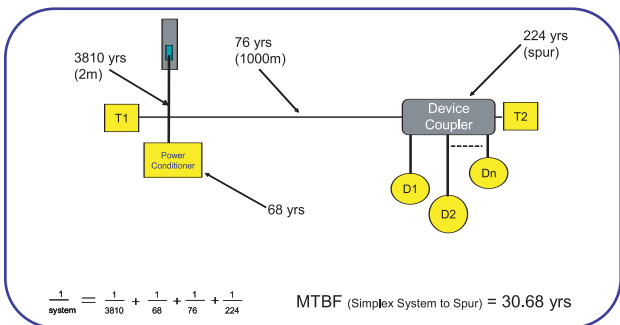 3810 yrs
(2m)
76 yrs
(1000m)
224 yrs
(spur)
T1
Device
Coupler
T2
Power
Conditioner
D1
D2
Dn
68 yrs
1/system = 1/3810 + 1/68 + 1/76 + 1/224
MTBF (Simplex System to Spur) = 30.68 yrs